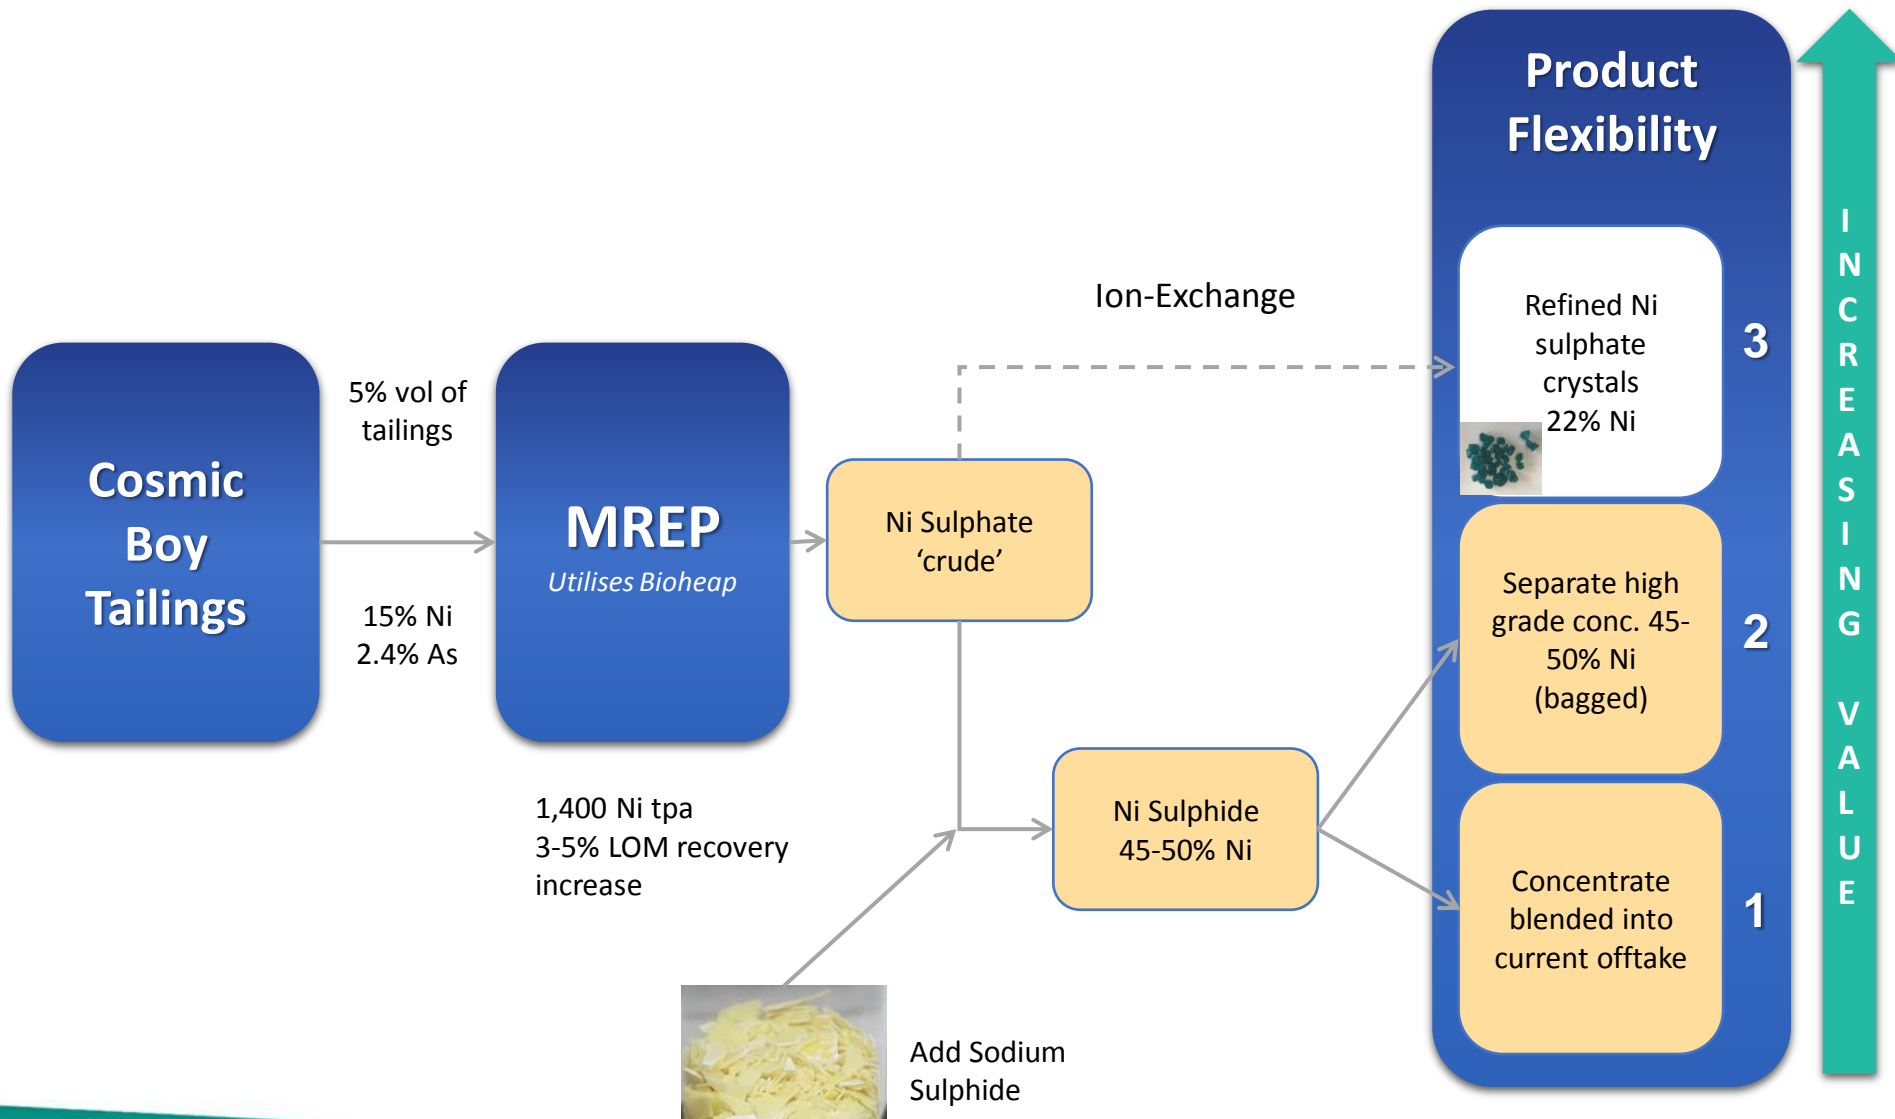 Cosmic
Boy
Tailings
5% vol of
tailings
15% Ni
2.4% As
MREP
Utilises Bioheap
1,400 Ni tpa
3-5% LOM recovery
increase
Ni Sulphate
‘crude’
Ion-Exchange
Add Sodium
Sulphide
Ni Sulphide
45-50% Ni
Product
Flexibility
Refined Ni
sulphate
crystals
22% Ni
3
Separate high
grade conc. 45-
50% Ni
(bagged)
2
Concentrate
blended into
current offtake
1
INCREASING VALUE